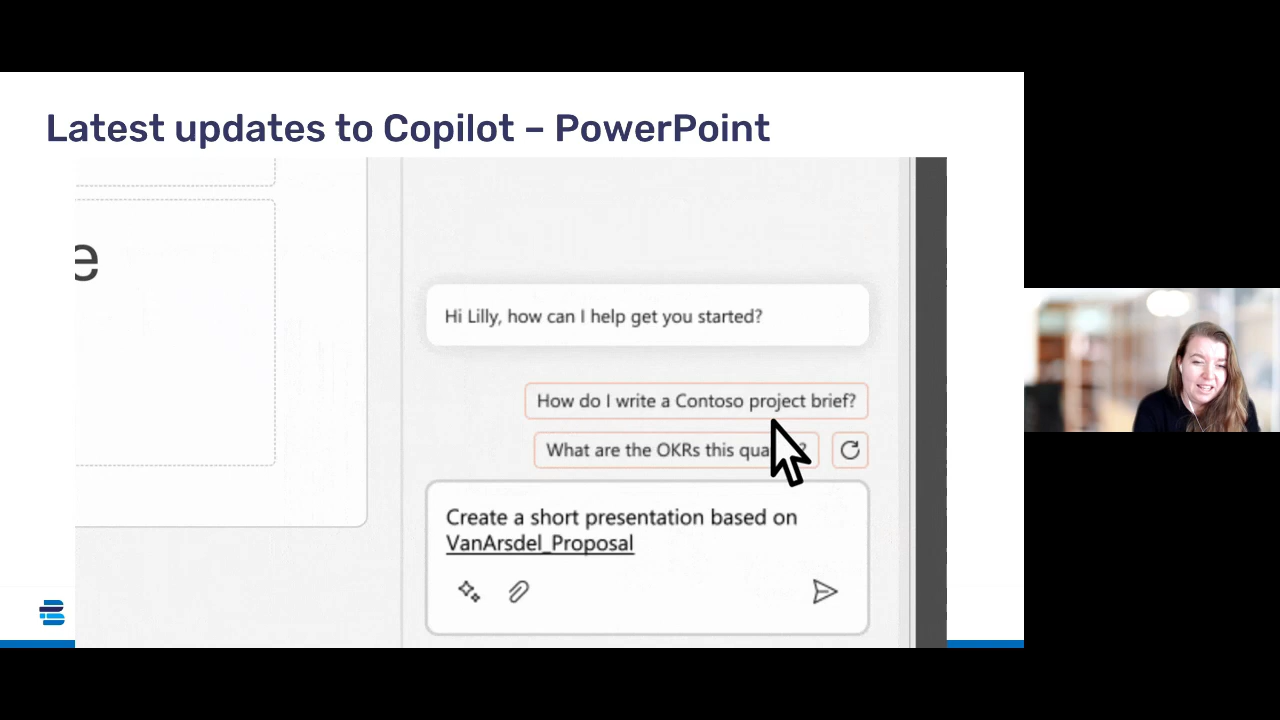 Latest updates to Copilot – PowerPoint
e
Hi Lilly, how can I help get you started?
How do I write a Contoso project brief?
What are the OKRs this ?
Create a short presentation based on
VanArsdel_Proposal